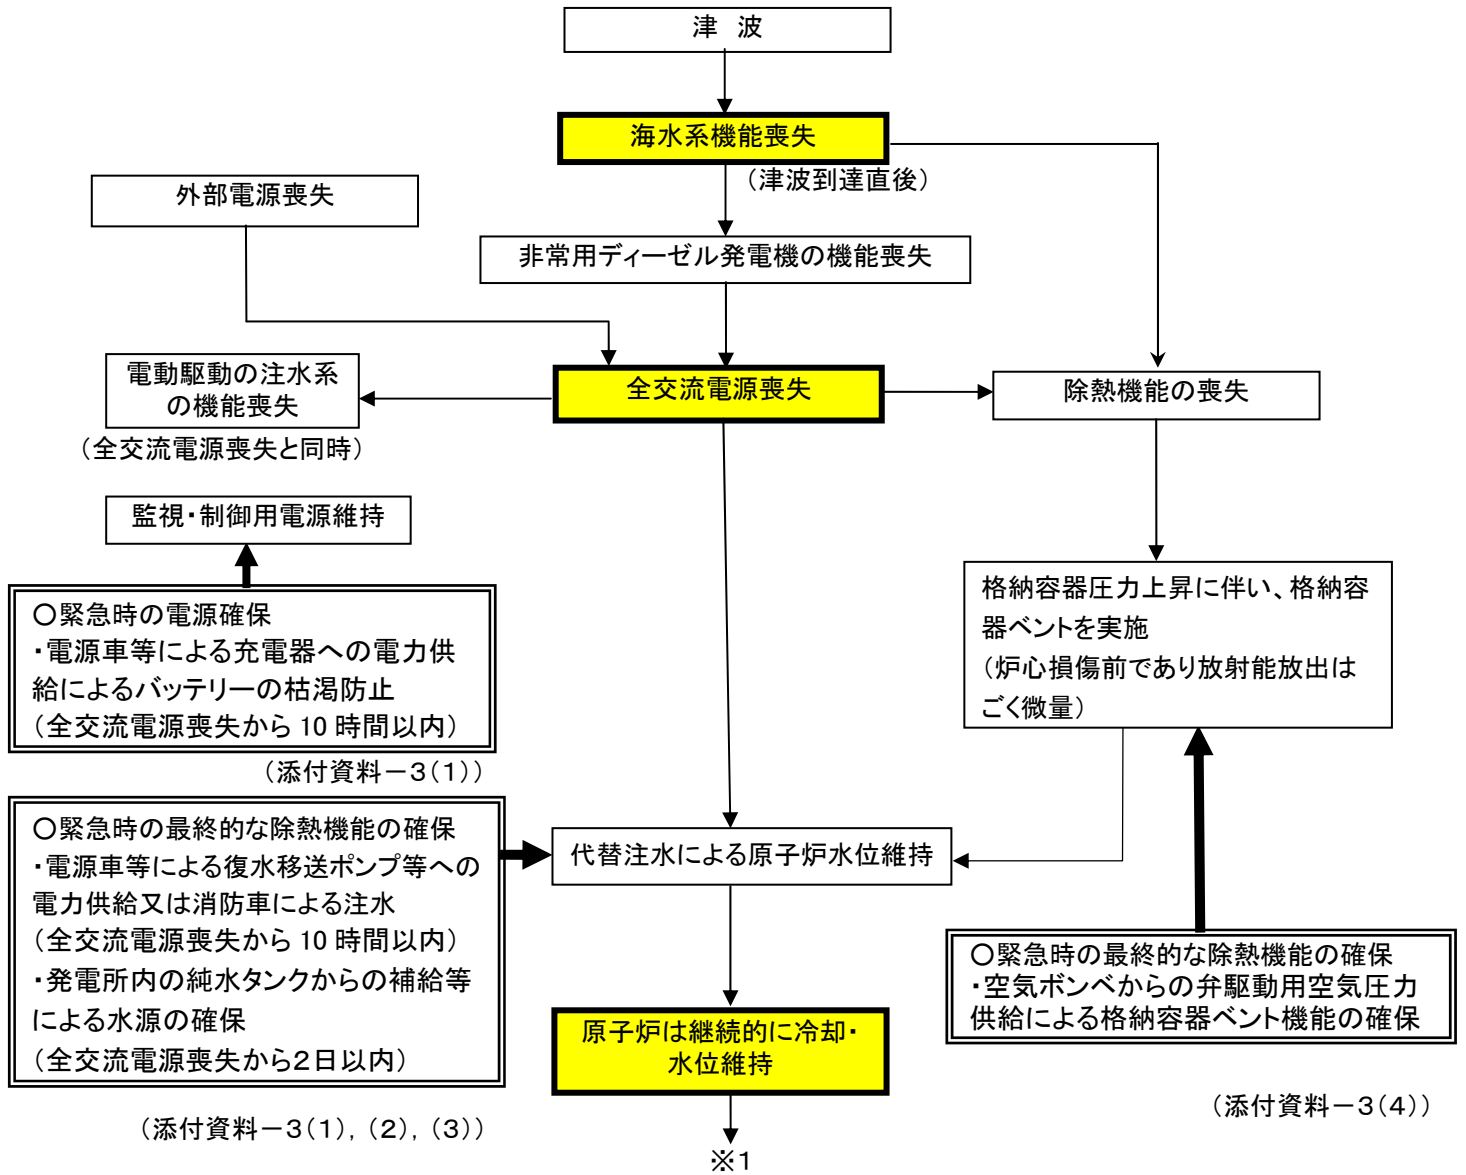 津 波
海水系機能喪失
(津波到達直後)
外部電源喪失
非常用ディーゼル発電機の機能喪失
電動駆動の注水系
の機能喪失
(全交流電源喪失と同時)
全交流電源喪失
除熱機能の喪失
監視・制御用電源維持
○緊急時の電源確保
・電源車等による充電器への電力供
給によるバッテリーの枯渇防止
(全交流電源喪失から 10 時間以内)
(添付資料-3(1))
格納容器圧力上昇に伴い、格納容
器ベントを実施
(炉心損傷前であり放射能放出は
ごく微量)
○緊急時の最終的な除熱機能の確保
・電源車等による復水移送ポンプ等への
電力供給又は消防車による注水
(全交流電源喪失から 10 時間以内)
・発電所内の純水タンクからの補給等
による水源の確保
(全交流電源喪失から2日以内)
(添付資料-3(1), (2), (3))
代替注水による原子炉水位維持
○緊急時の最終的な除熱機能の確保
・空気ボンベからの弁駆動用空気圧力
供給による格納容器ベント機能の確保
(添付資料-3(4))
原子炉は継続的に冷却・
水位維持
※1